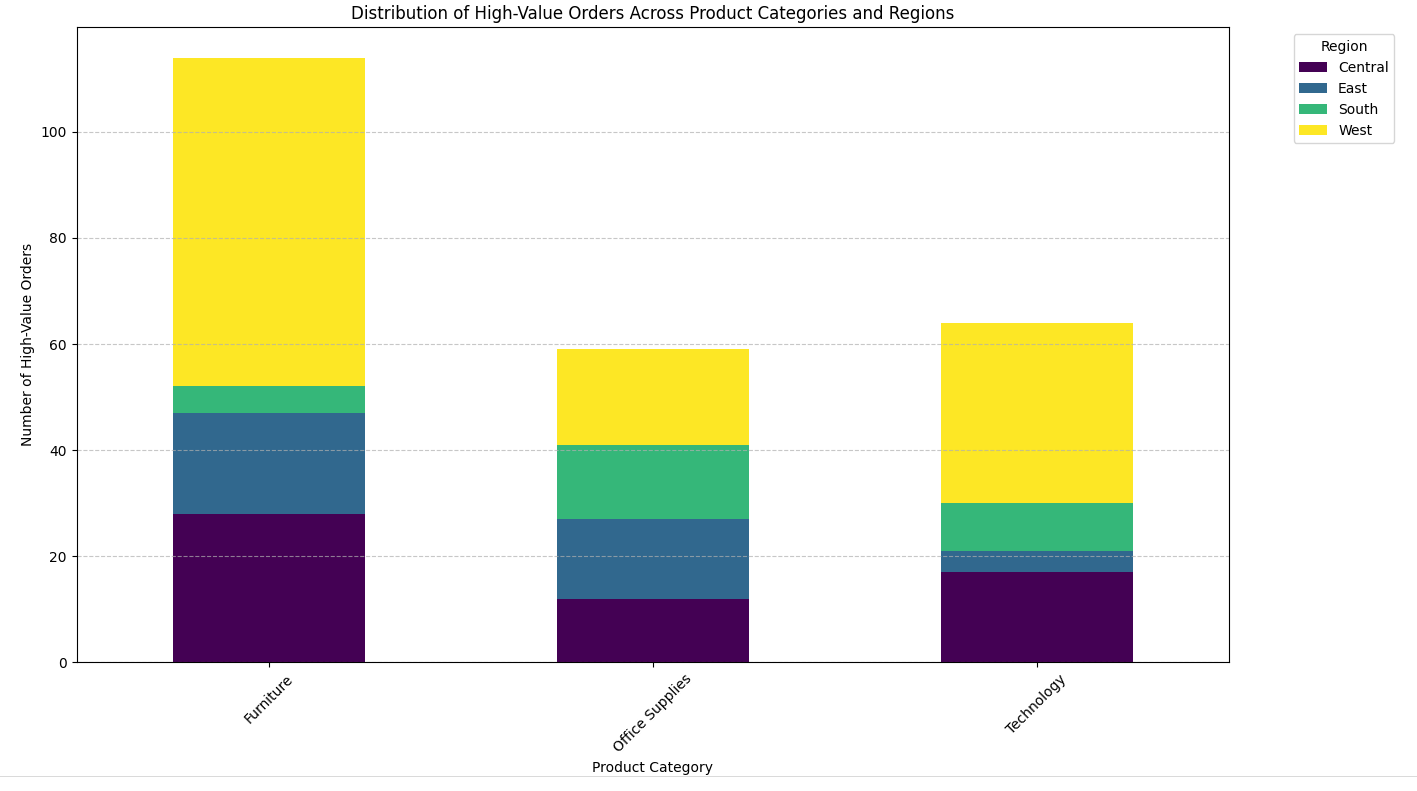 Distribution of High-Value Orders Across Product Categories and Regions
Region
Central
East
South
West
Number of High-Value Orders
100
80
60
40
20
0
Furniture
Office Supplies
Technology
Product Category